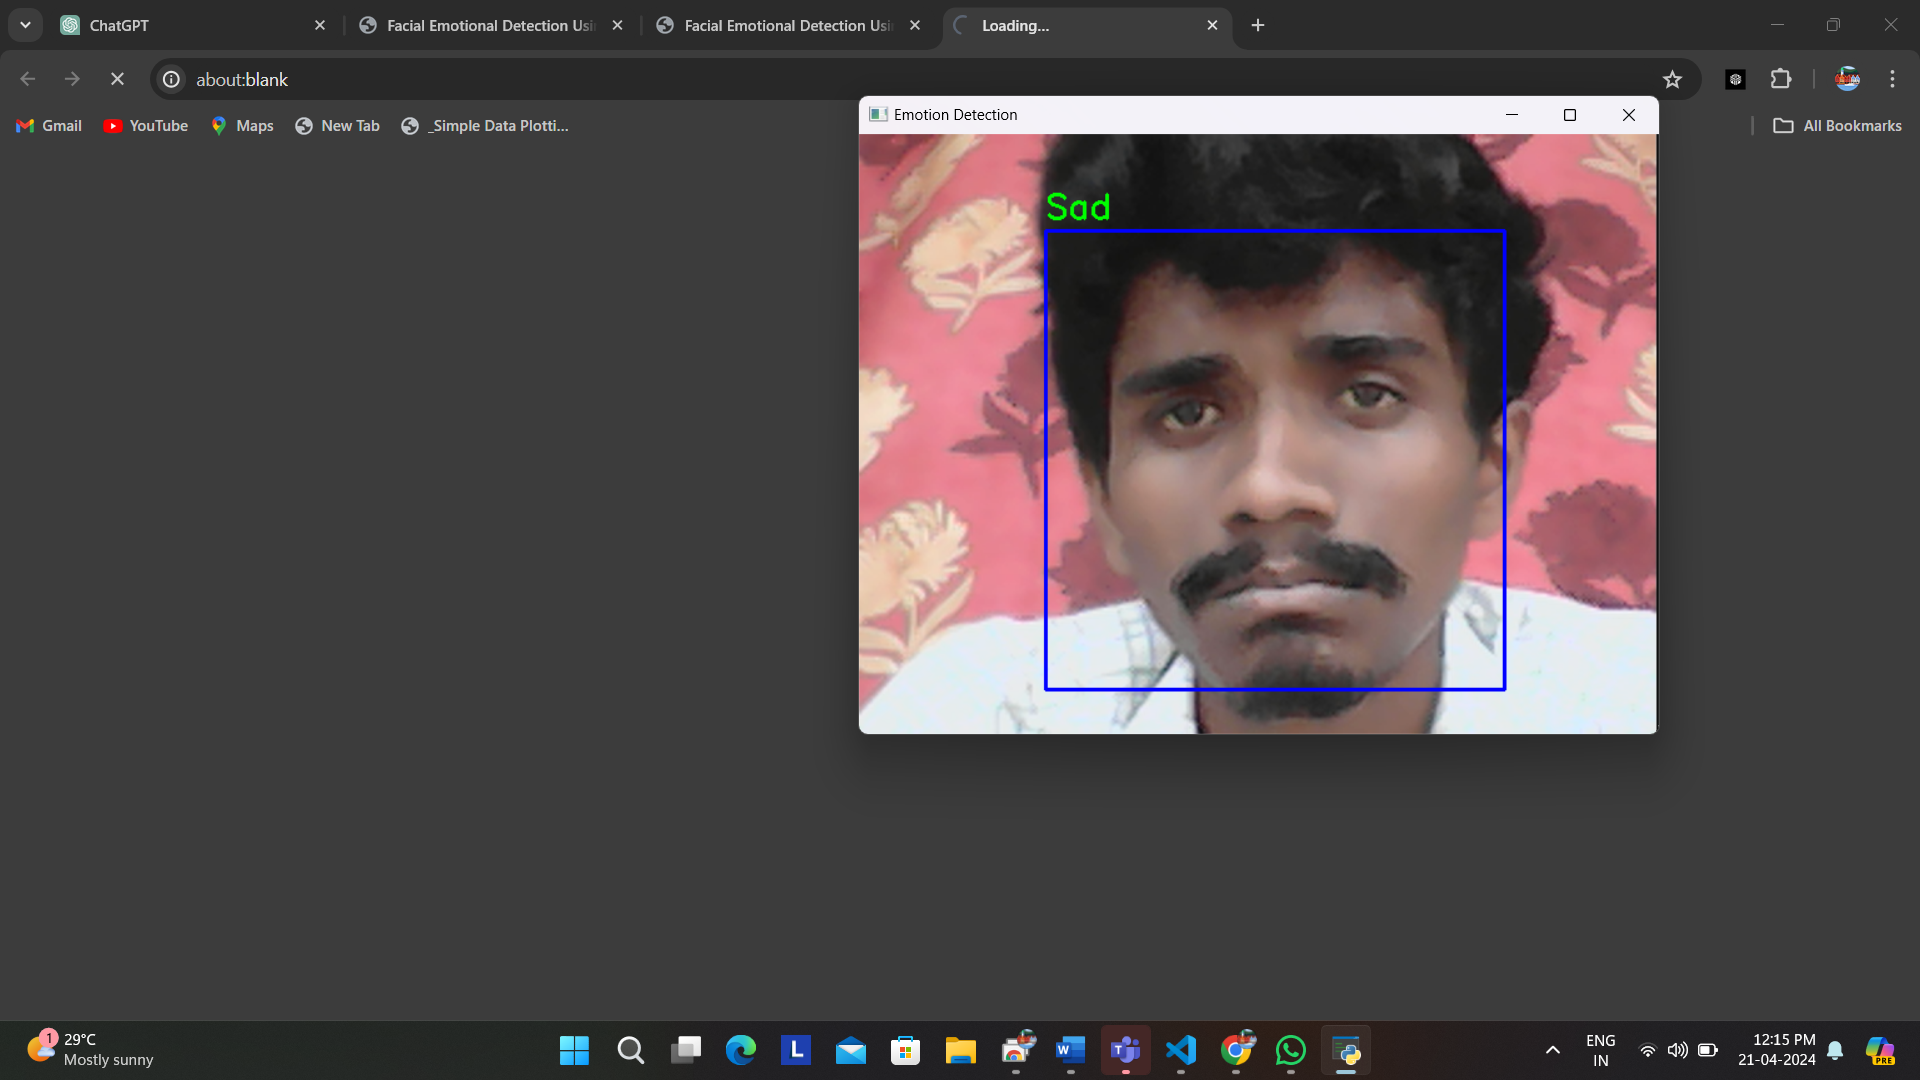 ChatGPT
Facial Emotional Detection Usi
Facial Emotional Detection Usi
Loading...
about:blank
Gmail
YouTube
Maps
New Tab
_Simple Data Plotti...
All Bookmarks
Emotion Detection
Sad
1
29°C
Mostly sunny
L
W
T
ENG
IN
12:15 PM
21-04-2024
PRE